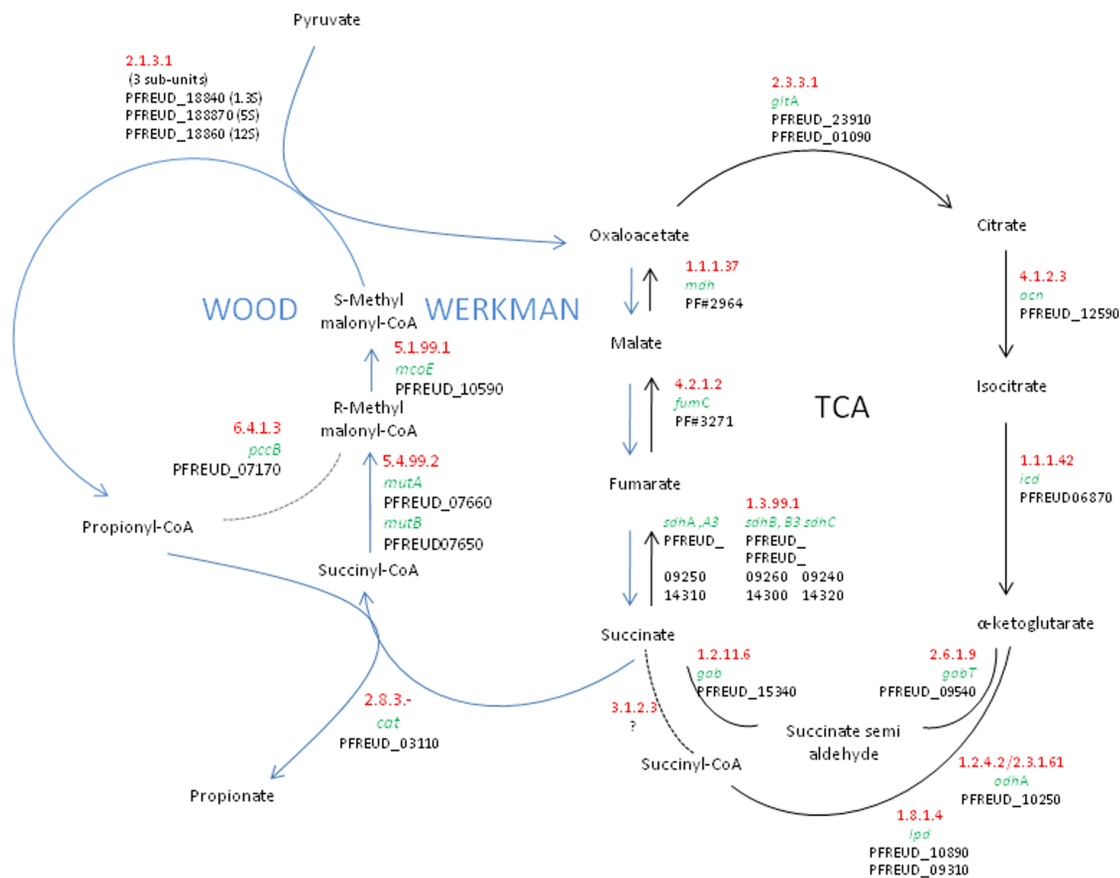 Pyruvate
2.1.3.1
(3 sub-units)
PFREUD_18840 (1.3S)
PFREUD_188870 (5S)
PFREUD_18860 (12S)
2.3.3.1
gltA
PFREUD_23910
PFREUD_01090
Oxaloacetate
Citrate
1.1.1.37
mdh
PF#2964
4.1.2.3
acn
PFREUD_12590
WOOD
WERKMAN
S-Methyl
malonyl-CoA
Malate
5.1.99.1
mcoE
PFREUD_10590
4.2.1.2
fumC
PF#3271
TCA
Isocitrate
R-Methyl
malonyl-CoA
6.4.1.3
pccB
PFREUD_07170
5.4.99.2
mutA
PFREUD_07660
mutB
PFREUD07650
1.1.1.42
icd
PFREUD06870
Fumarate
1.3.99.1
sdhA ,A3
sdhB, B3 sdhC
PFREUD_
PFREUD_
PFREUD_
09250
09260
09240
14310
14300
14320
Propionyl-CoA
Succinyl-CoA
Succinate
α-ketoglutarate
1.2.11.6
gab
PFREUD_15340
2.6.1.9
gabT
PFREUD_09540
2.8.3.-
cat
PFREUD_03110
3.1.2.3
?
Succinate semi
aldehyde
Succinyl-CoA
1.2.4.2/2.3.1.61
odhA
PFREUD_10250
Propionate
1.8.1.4
lpd
PFREUD_10890
PFREUD_09310